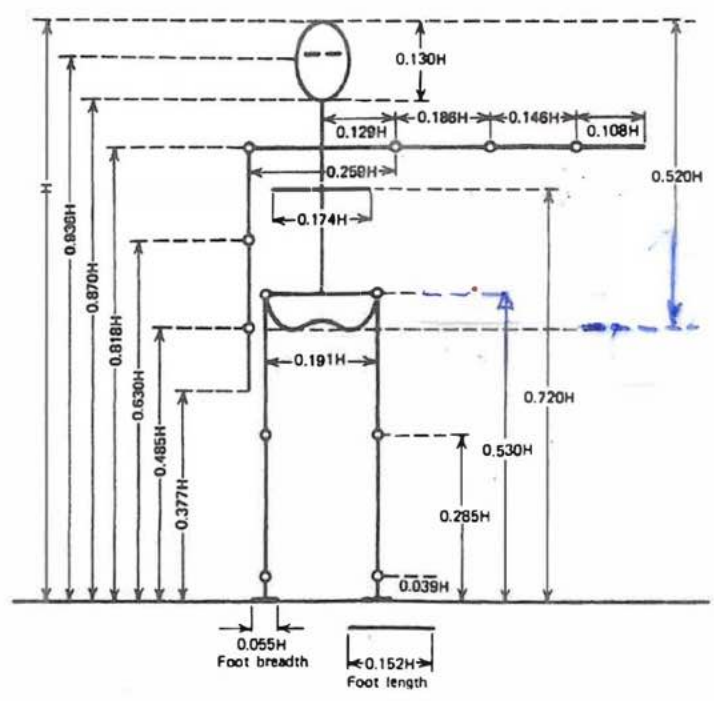 0.130H
0.129H
0.186H
0.146H
0.108H
0.259H
0.520H
0.174H
H
0.936H
0.870H
0.818H
0.630H
0.485H
0.377H
0.191H
0.720H
0.530H
0.285H
0.039H
0.055H
Foot breadth
0.152H
Foot length